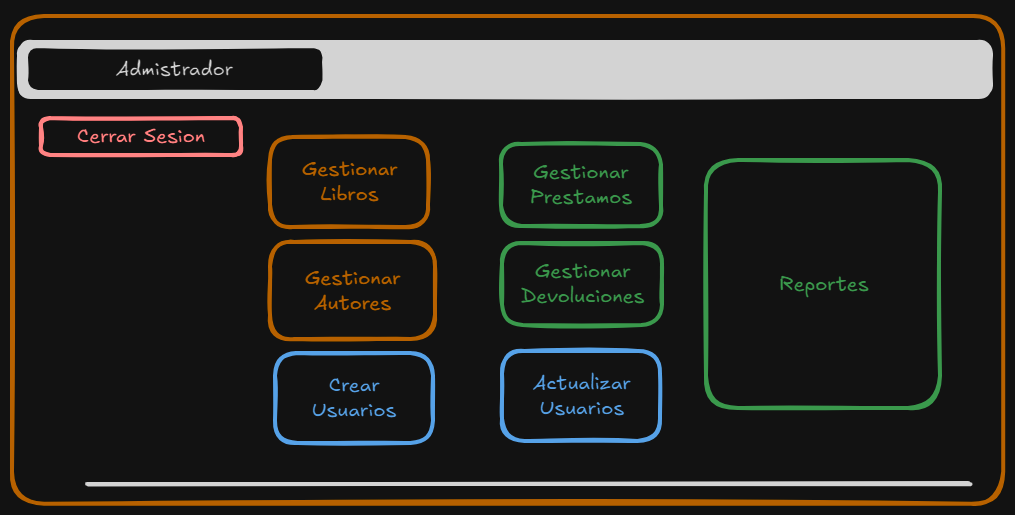 Admistrador
Cerrar Sesion
Gestionar
Libros
Gestionar
Prestamos
Gestionar
Autores
Gestionar
Devoluciones
Reportes
Crear
Usuarios
Actualizar
Usuarios